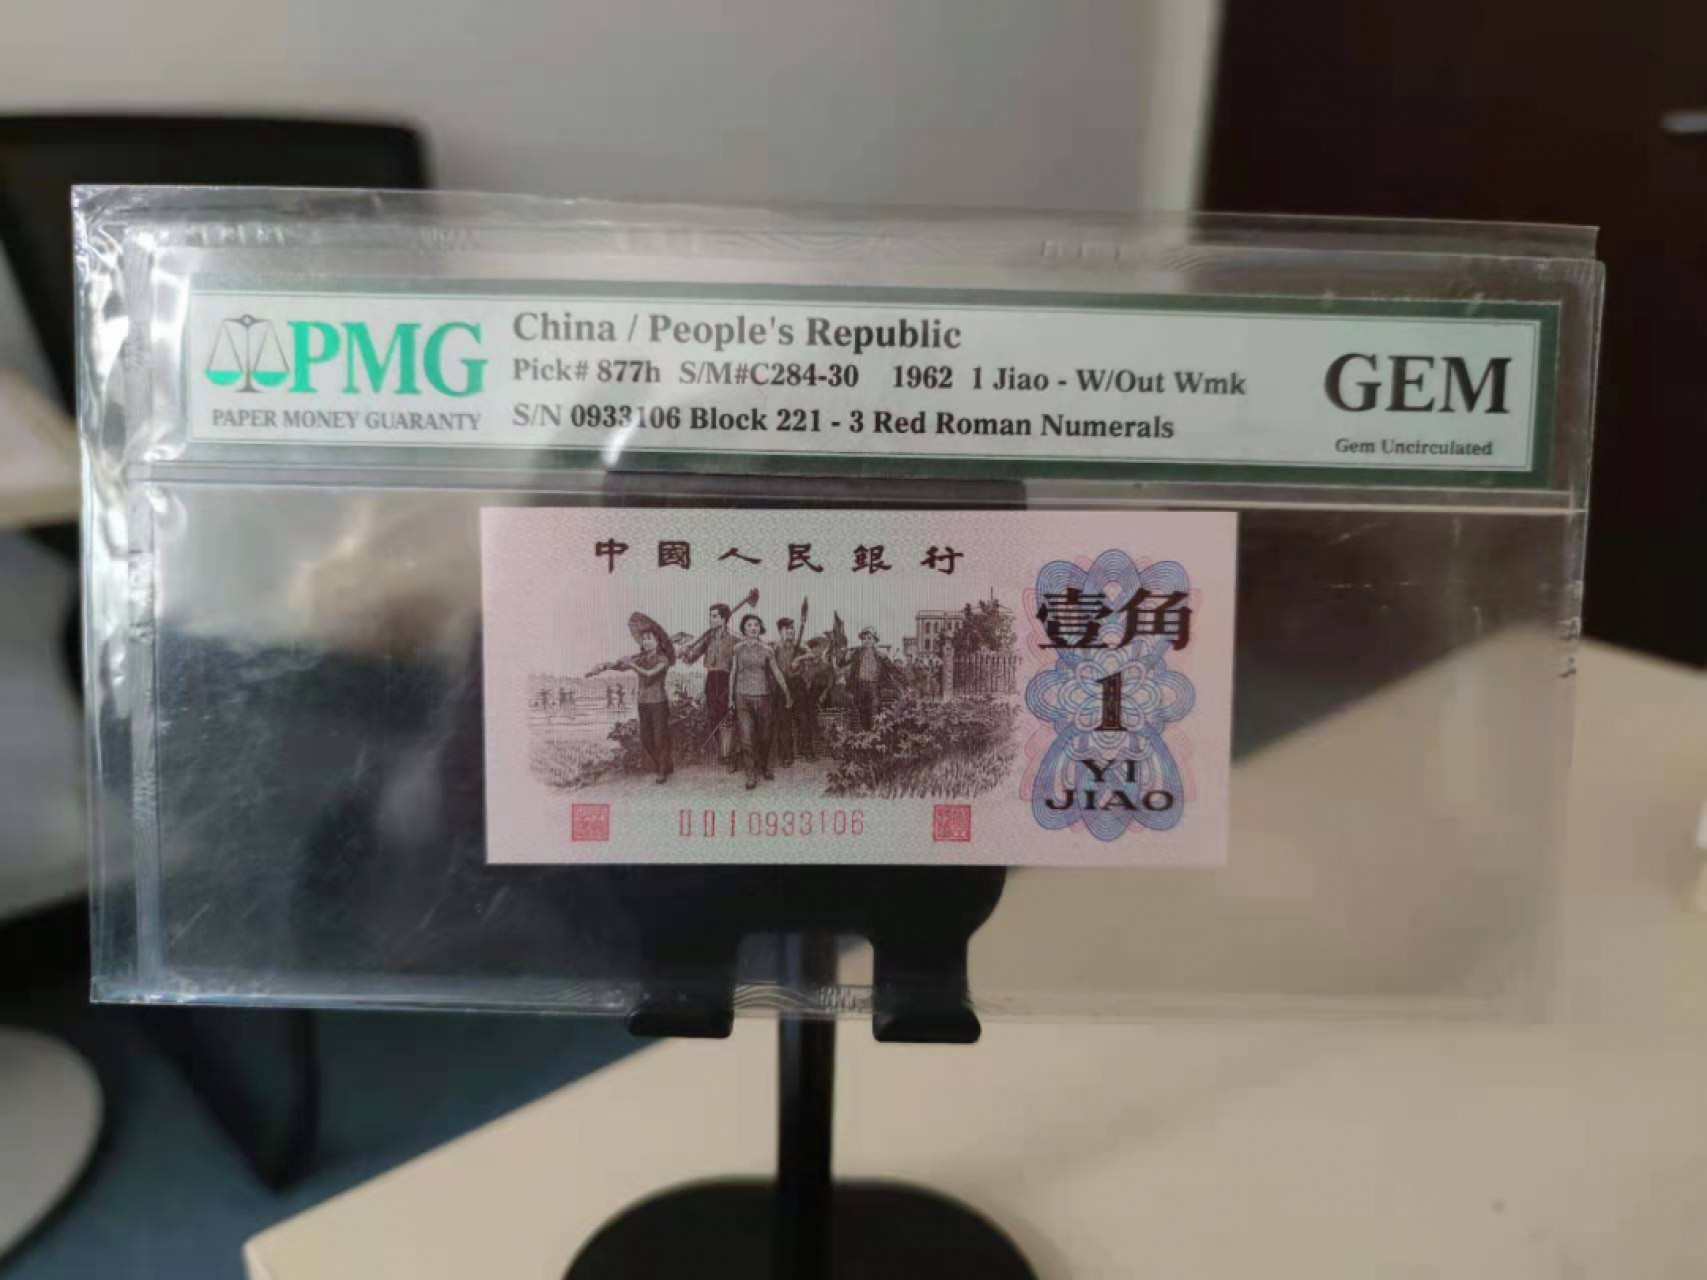 PMG
PAPER MONEY GUARANTY
China / People's Republic
Pick# 877h S/M#C284-30 1962 1 Jiao - W/Out Wmk
S/N 0933106 Block 221 - 3 Red Roman Numerals
GEM
Gem Uncirculated
中國人民銀行
壹角
1
YI
JIAO
II II I 0933106